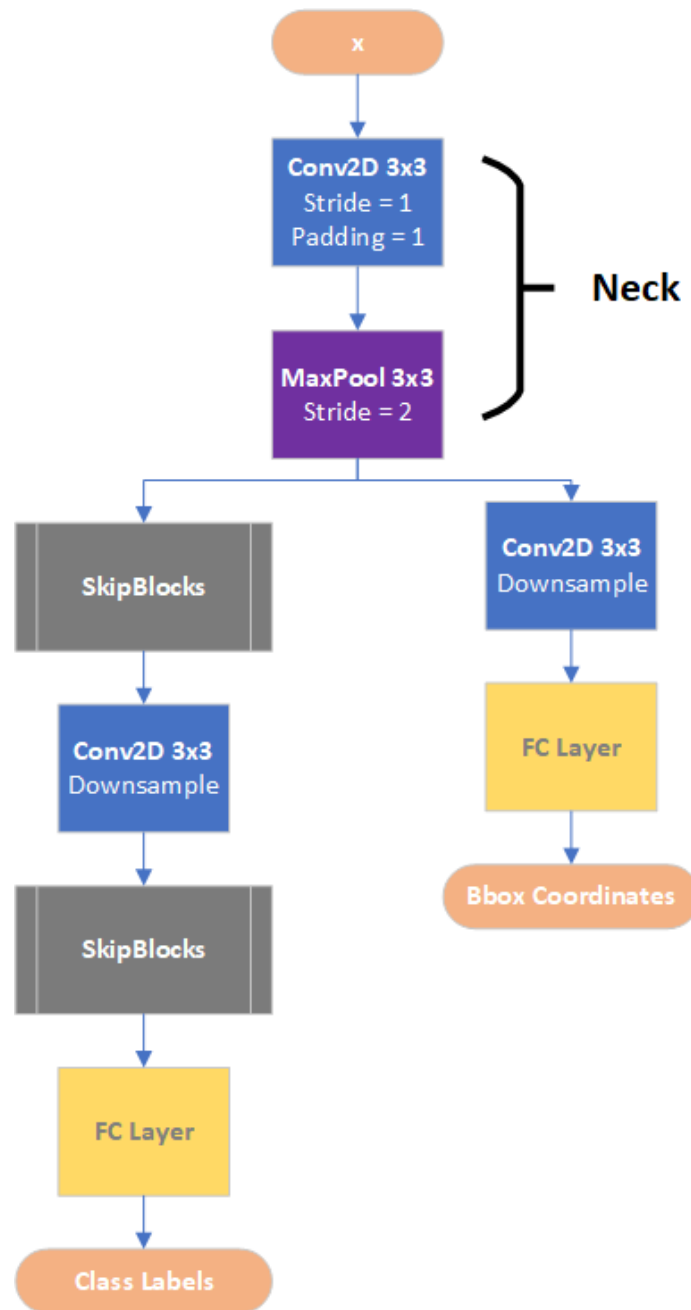 x
Conv2D 3x3
Stride = 1
Padding = 1
Neck
MaxPool 3x3
Stride = 2
SkipBlocks
Conv2D 3x3
Downsample
SkipBlocks
FC Layer
Class Labels
Conv2D 3x3
Downsample
FC Layer
Bbox Coordinates